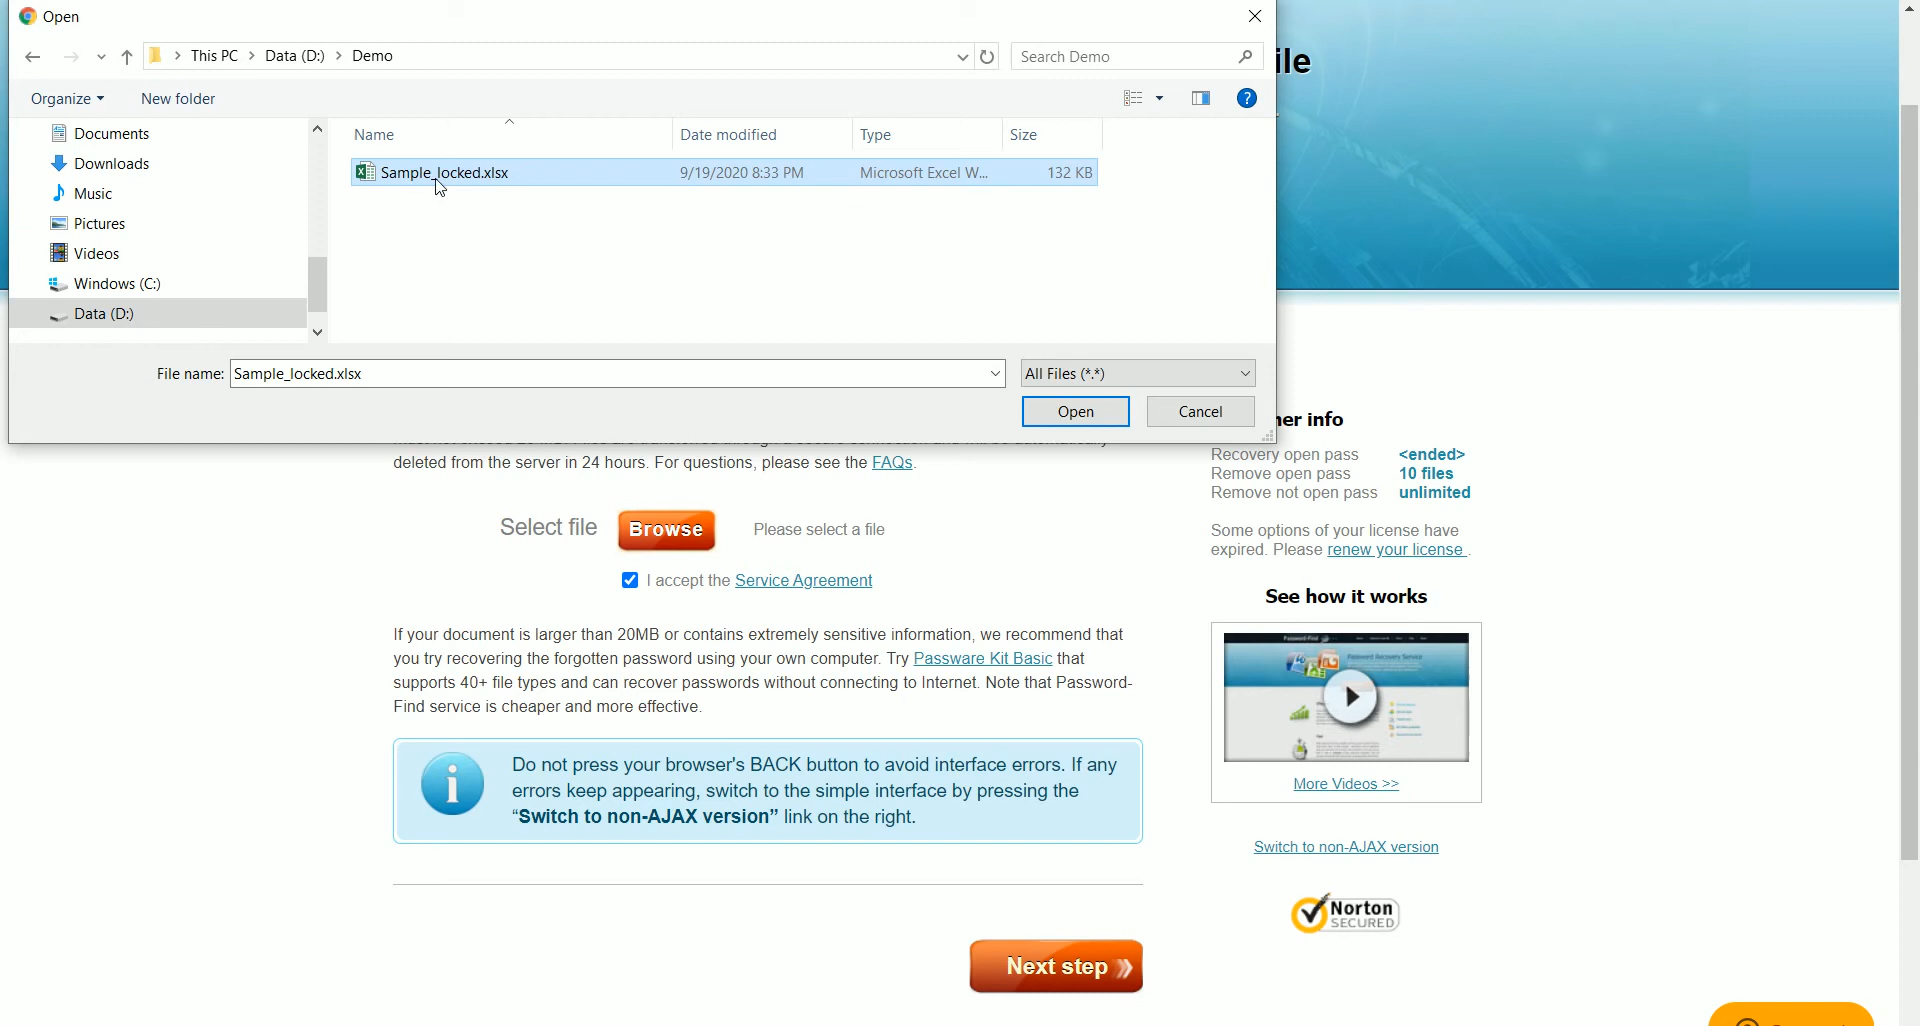 Open
This PC > Data (D:) > Demo
Search Demo
ile
Organize
New folder
?
Documents
Downloads
Music
Pictures
Videos
Windows (C:)
Data (D:)
Name
Date modified
Type
Size
Sample_locked.xlsx
9/19/2020 8:33 PM
Microsoft Excel W...
132 KB
File name:
Sample_locked.xlsx
All Files (*.*)
Open
Cancel
deleted from the server in 24 hours. For questions, please see the FAQs.
Select file
Browse
Please select a file
I accept the Service Agreement
If your document is larger than 20MB or contains extremely sensitive information, we recommend that
you try recovering the forgotten password using your own computer. Try Passware Kit Basic that
supports 40+ file types and can recover passwords without connecting to Internet. Note that Password-
Find service is cheaper and more effective.
Do not press your browser's BACK button to avoid interface errors. If any
errors keep appearing, switch to the simple interface by pressing the
“Switch to non-AJAX version” link on the right.
Next step
ner info
Recovery open pass <ended>
Remove open pass 10 files
Remove not open pass unlimited
Some options of your license have
expired. Please renew your license .
See how it works
Password-Find
Password Recovery Service
More Videos >>
Switch to non-AJAX version
Norton
SECURED